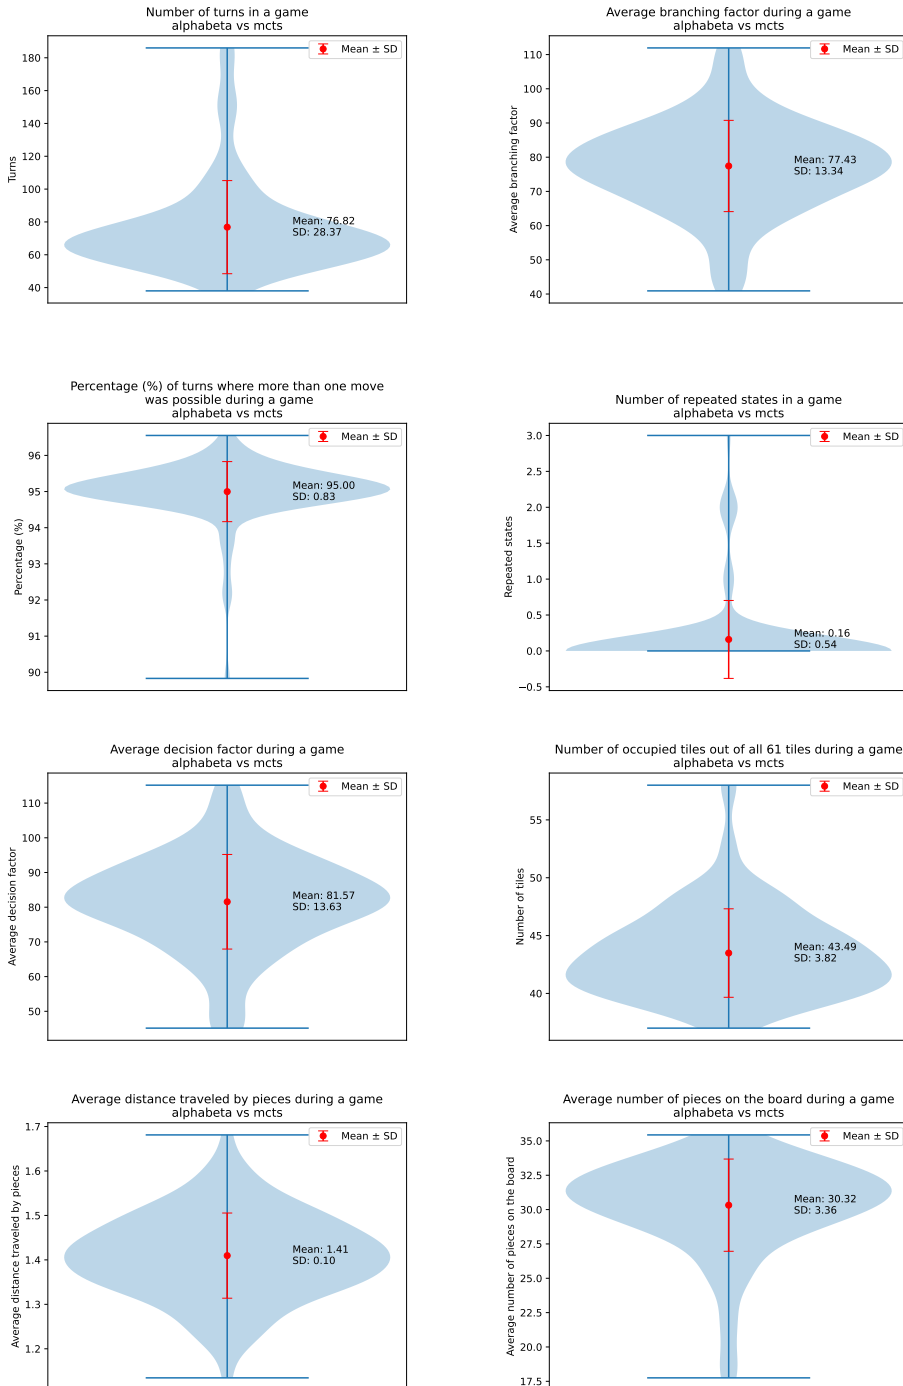 Number of turns in a game
alphabeta vs mcts
Turns
180
160
140
120
100
80
60
40
Mean ± SD
Mean: 76.82
SD: 28.37
Average branching factor during a game
alphabeta vs mcts
Average branching factor
110
100
90
80
70
60
50
40
Mean ± SD
Mean: 77.43
SD: 13.34
Percentage (%) of turns where more than one move
was possible during a game
alphabeta vs mcts
Percentage (%)
96
95
94
93
92
91
90
Mean ± SD
Mean: 95.00
SD: 0.83
Number of repeated states in a game
alphabeta vs mcts
Repeated states
3.0
2.5
2.0
1.5
1.0
0.5
0.0
−0.5
Mean ± SD
Mean: 0.16
SD: 0.54
Average decision factor during a game
alphabeta vs mcts
Average decision factor
110
100
90
80
70
60
50
Mean ± SD
Mean: 81.57
SD: 13.63
Number of occupied tiles out of all 61 tiles during a game
alphabeta vs mcts
Number of tiles
55
50
45
40
Mean ± SD
Mean: 43.49
SD: 3.82
Average distance traveled by pieces during a game
alphabeta vs mcts
Average distance traveled by pieces
1.7
1.6
1.5
1.4
1.3
1.2
Mean ± SD
Mean: 1.41
SD: 0.10
Average number of pieces on the board during a game
alphabeta vs mcts
Average number of pieces on the board
35.0
32.5
30.0
27.5
25.0
22.5
20.0
17.5
Mean ± SD
Mean: 30.32
SD: 3.36